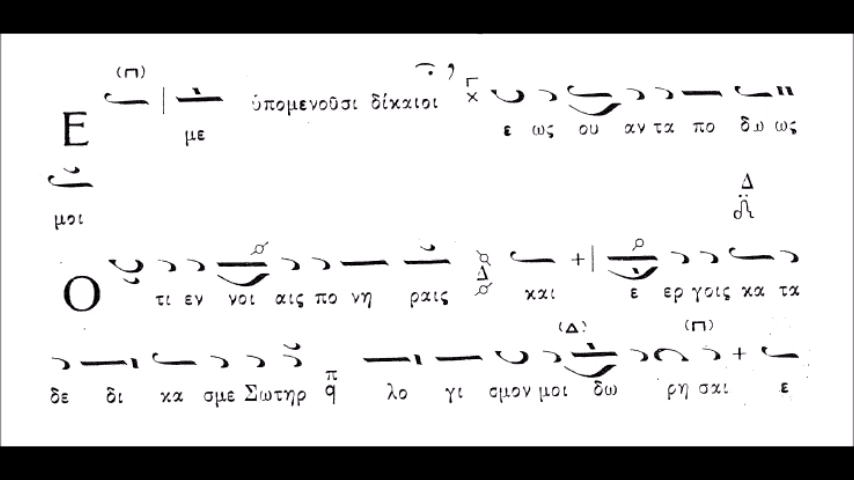 (Π)
Ε με ὑπομενοῦσι δίκαιοι ε ως ου αν τα πο δω ως
μοι
Δ
Ο τι εν νοι αις πο νη ραις Δ και ε ερ γοις κα τα
(Δ) (Π)
δε δι κα σμε Σωτηρ π q λο γι σμον μοι δω ρη σαι ε